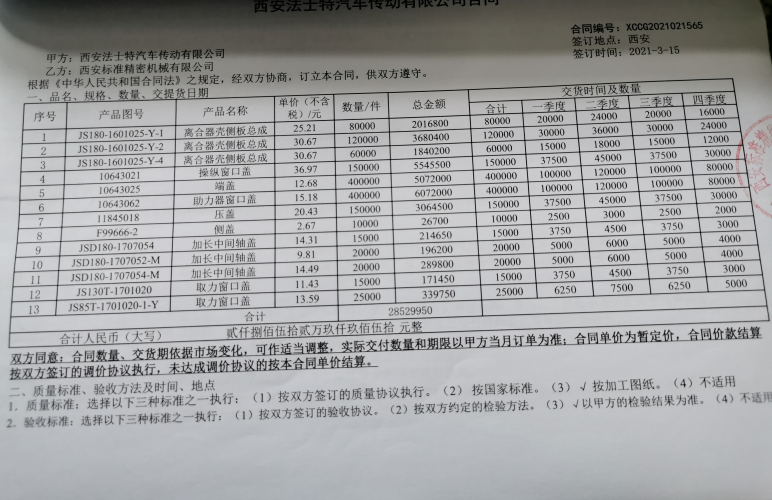 西安法士特汽车传动有限公司合同
合同编号：XCCG2021021565
签订地点：西安
签订时间：2021-3-15
甲方：西安法士特汽车传动有限公司
乙方：西安标准精密机械有限公司
根据《中华人民共和国合同法》之规定，经双方协商，订立本合同，供双方遵守。
一、品名、规格、数量、交提货日期
序号 产品图号 产品名称 单价（不含税）/元 数量/件 总金额 交货时间及数量
合计 一季度 二季度 三季度 四季度
1 JS180-1601025-Y-1 离合器壳侧板总成 25.21 80000 2016800 80000 20000 24000 20000 16000
2 JS180-1601025-Y-2 离合器壳侧板总成 30.67 120000 3680400 120000 30000 36000 30000 24000
3 JS180-1601025-Y-4 离合器壳侧板总成 30.67 60000 1840200 60000 15000 18000 15000 12000
4 10643021 操纵窗口盖 36.97 150000 5545500 150000 37500 45000 37500 30000
5 10643025 端盖 12.68 400000 5072000 400000 100000 120000 100000 80000
6 10643062 助力器窗口盖 15.18 400000 6072000 400000 100000 120000 100000 80000
7 11845018 压盖 20.43 150000 3064500 150000 37500 45000 37500 30000
8 F99666-2 侧盖 2.67 10000 26700 10000 2500 3000 2500 2000
9 JSD180-1707054 加长中间轴盖 14.31 15000 214650 15000 3750 4500 3750 3000
10 JSD180-1707052-M 加长中间轴盖 9.81 20000 196200 20000 5000 6000 5000 4000
11 JSD180-1707054-M 加长中间轴盖 14.49 20000 289800 20000 5000 6000 5000 4000
12 JS130T-1701020 取力窗口盖 11.43 15000 171450 15000 3750 4500 3750 3000
13 JS85T-1701020-1-Y 取力窗口盖 13.59 25000 339750 25000 6250 7500 6250 5000
合计 28529950
合计人民币（大写） 贰仟捌佰伍拾贰万玖仟玖佰伍拾 元整
双方同意：合同数量、交货期依据市场变化，可作适当调整，实际交付数量和期限以甲方当月订单为准；合同单价为暂定价，合同价款结算
按双方签订的调价协议执行，未达成调价协议的按本合同单价结算。
二、质量标准、验收方法及时间、地点
1．质量标准：选择以下三种标准之一执行：（1）按双方签订的质量协议执行。（2）按国家标准。（3）√ 按加工图纸。（4）不适用
2．验收标准：选择以下三种标准之一执行：（1）按双方签订的验收协议。（2）按双方约定的检验方法。（3）√以甲方的检验结果为准。（4）不适用